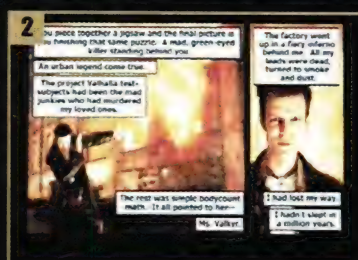 2
ou piece together a jigsaw and the final picture is
u finishing that same puzzle. A mad, green-eyed
killer standing behind you.
An urban legend come true.
The project Valhalla test-
subjects had been the mad
junkies who had murdered
my loved ones.
The rest was simple bodycount
math. It all pointed to her--
Ms. Valker.
The factory went
up in a fiery inferno
behind me. All my
leads were dead,
turned to smoke
and dust.
I had lost my way.
I hadn't slept in
a million years.